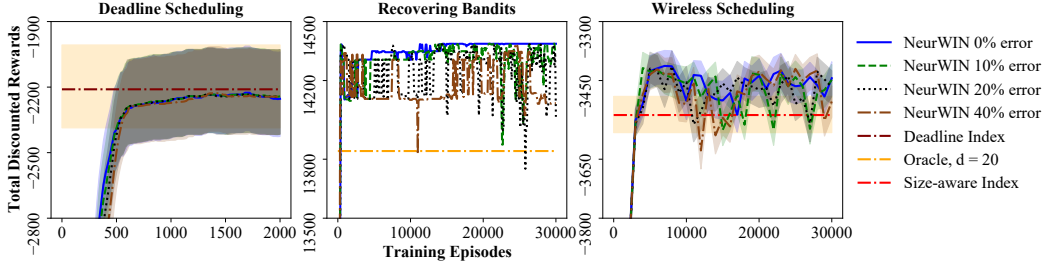 Deadline Scheduling
Recovering Bandits
Wireless Scheduling
Total Discounted Rewards
−1900
−2200
−2500
−2800
0
500
1000
1500
2000
14500
14200
13800
13500
0
10000
20000
30000
−3300
−3450
−3650
−3800
0
10000
20000
30000
Training Episodes
NeurWIN 0% error
NeurWIN 10% error
NeurWIN 20% error
NeurWIN 40% error
Deadline Index
Oracle, d = 20
Size-aware Index